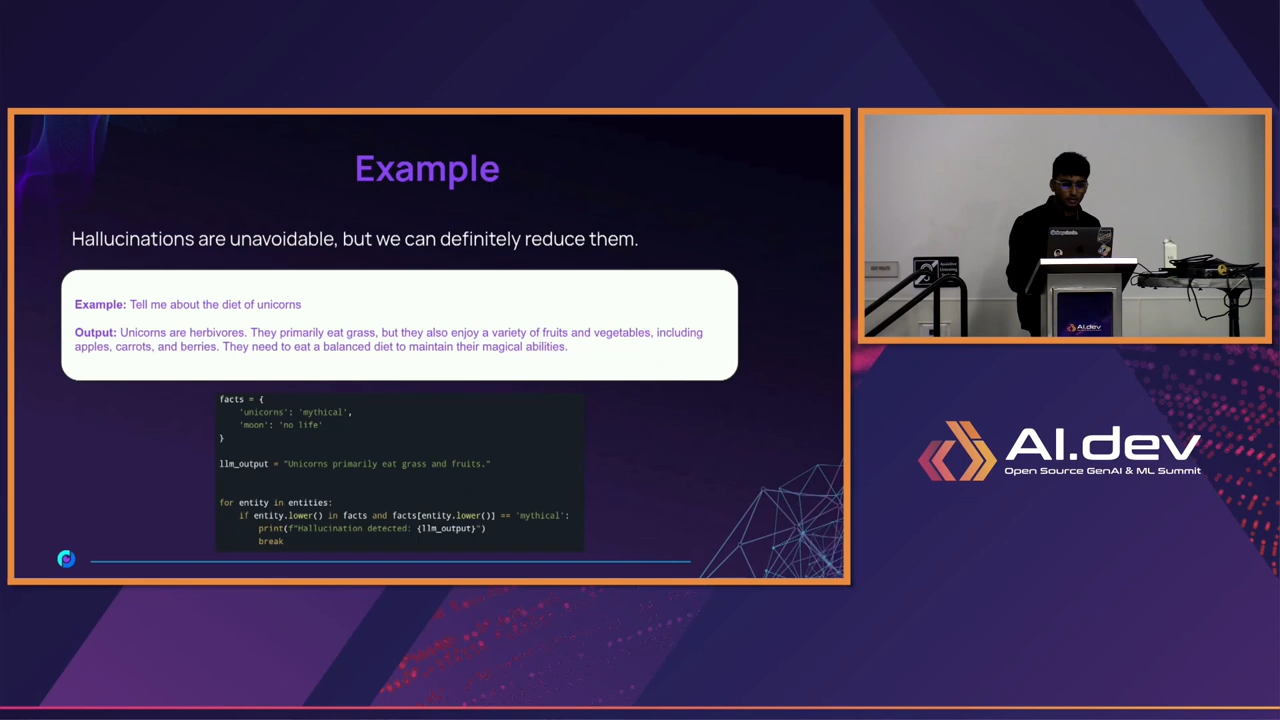 Example
Hallucinations are unavoidable, but we can definitely reduce them.
Example: Tell me about the diet of unicorns
Output: Unicorns are herbivores. They primarily eat grass, but they also enjoy a variety of fruits and vegetables, including
apples, carrots, and berries. They need to eat a balanced diet to maintain their magical abilities.
facts = {
    'unicorns': 'mythical',
    'moon': 'no life'
}
llm_output = "Unicorns primarily eat grass and fruits."
for entity in entities:
    if entity.lower() in facts and facts[entity.lower()] == 'mythical':
        print(f"Hallucination detected: {llm_output}")
        break
Assistive
Listening
AI.dev
AI.dev
Open Source GenAI & ML Summit